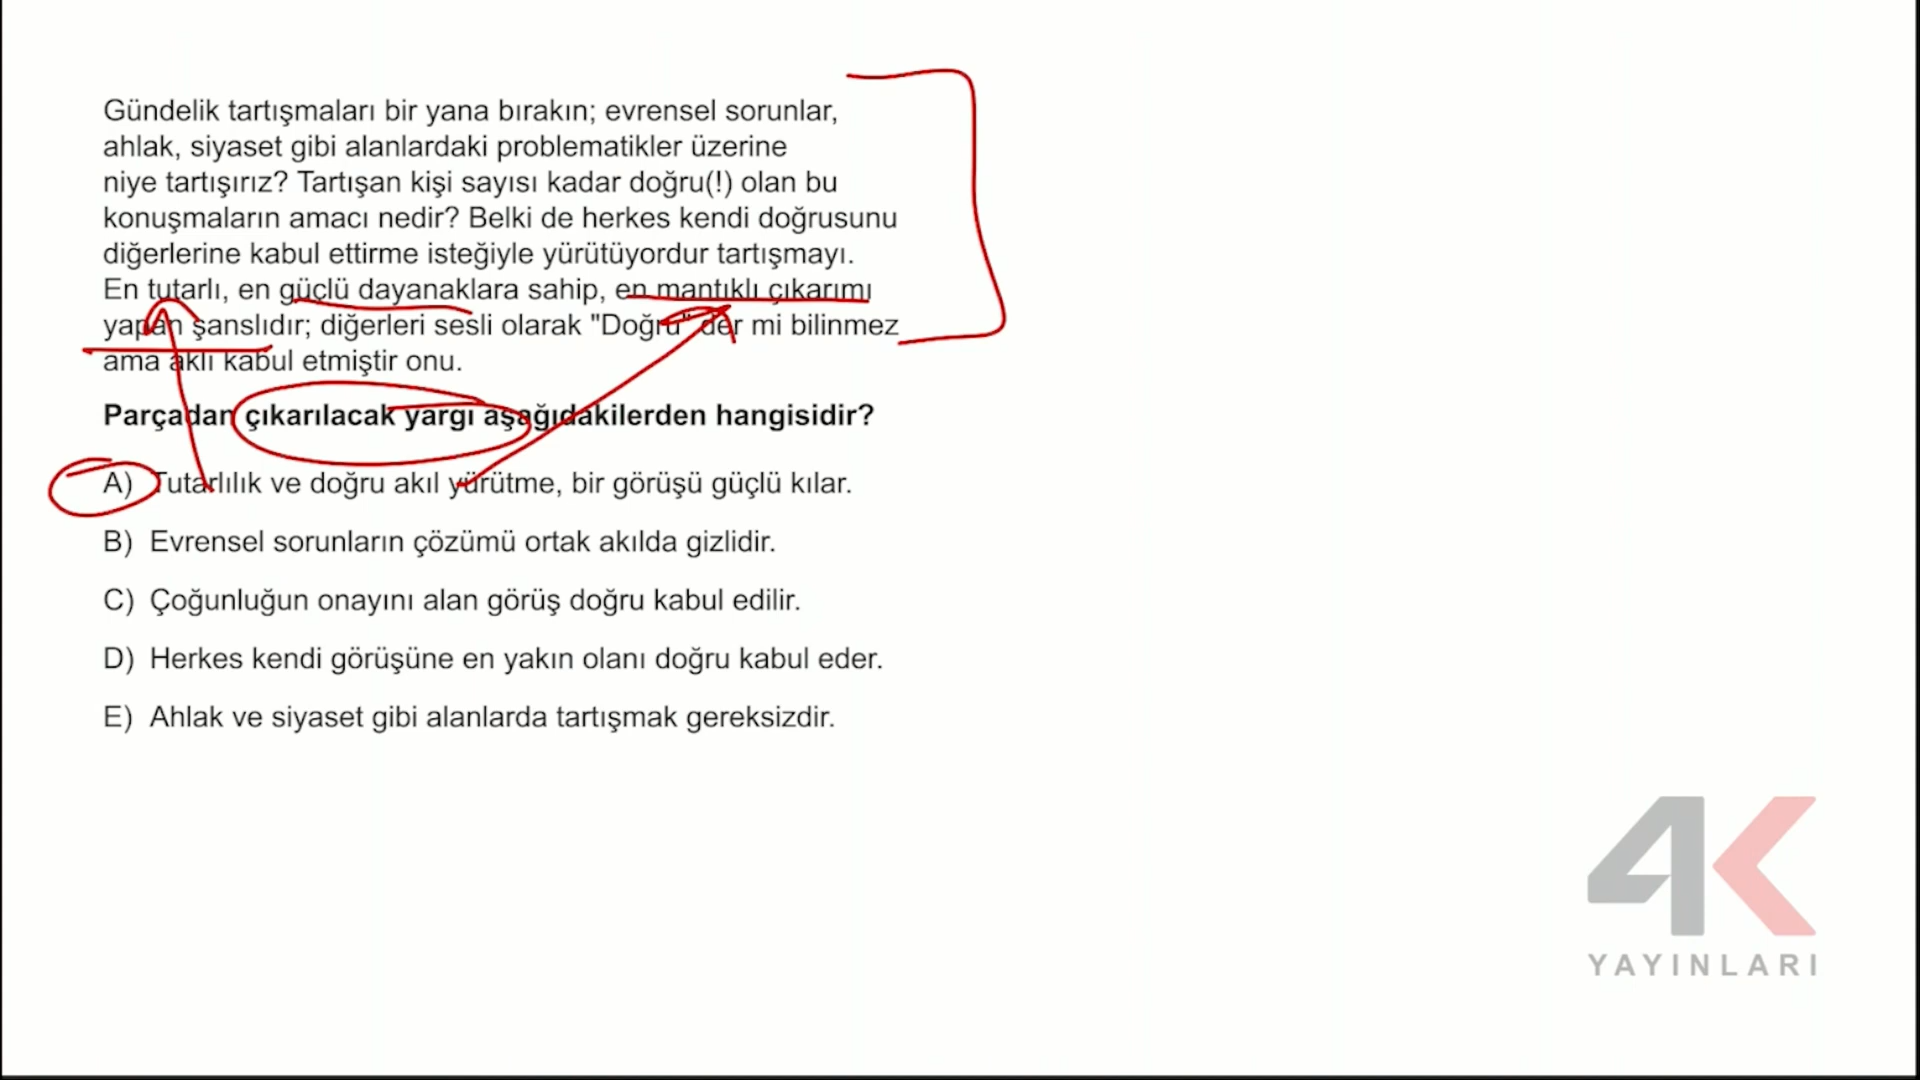 Gündelik tartışmaları bir yana bırakın; evrensel sorunlar,
ahlak, siyaset gibi alanlardaki problematikler üzerine
niye tartışırız? Tartışan kişi sayısı kadar doğru(!) olan bu
konuşmaların amacı nedir? Belki de herkes kendi doğrusunu
diğerlerine kabul ettirme isteğiyle yürütüyordur tartışmayı.
En tutarlı, en güçlü dayanaklara sahip, en mantıklı çıkarımı
yapan şanslıdır; diğerleri sesli olarak "Doğru" der mi bilinmez
ama aklı kabul etmiştir onu.
Parçadan çıkarılacak yargı aşağıdakilerden hangisidir?
A) Tutarlılık ve doğru akıl yürütme, bir görüşü güçlü kılar.
B) Evrensel sorunların çözümü ortak akılda gizlidir.
C) Çoğunluğun onayını alan görüş doğru kabul edilir.
D) Herkes kendi görüşüne en yakın olanı doğru kabul eder.
E) Ahlak ve siyaset gibi alanlarda tartışmak gereksizdir.
4K
YAYINLARI